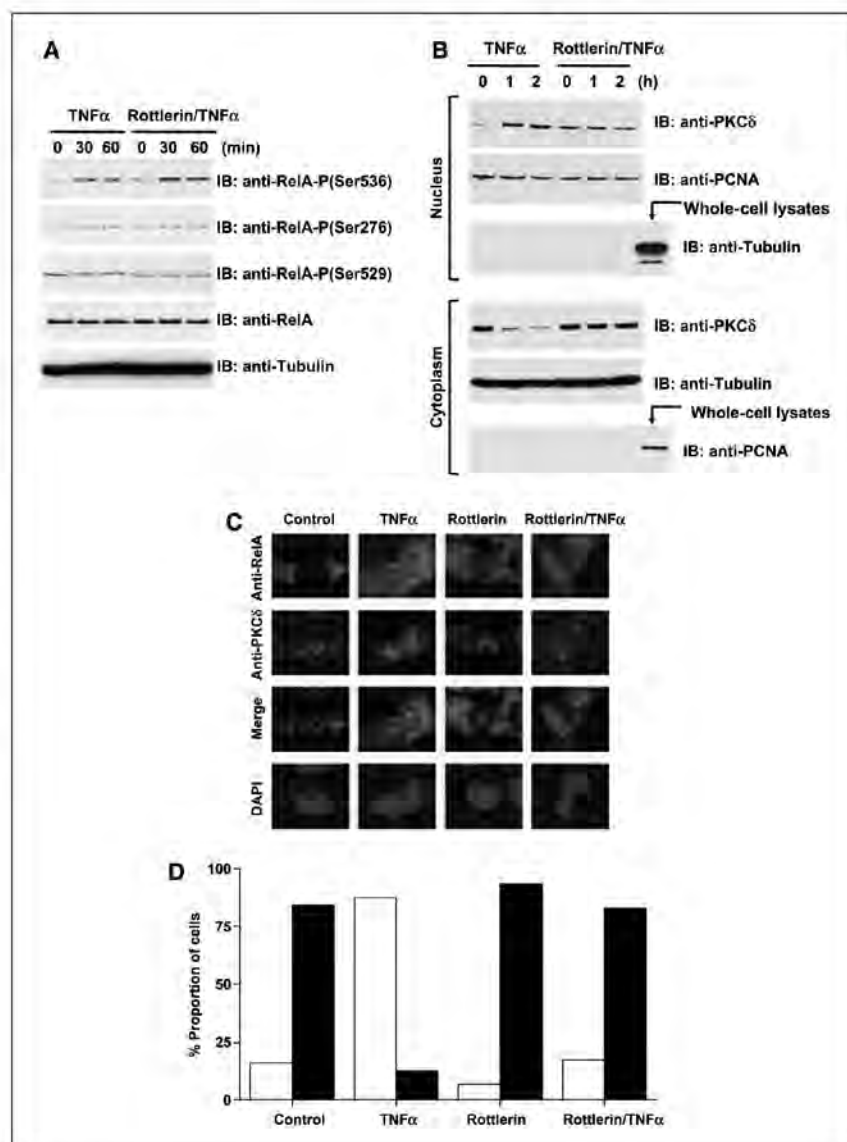 A
TNFα Rottlerin/TNFα
0 30 60 0 30 60 (min)
IB: anti-RelA-P(Ser536)
IB: anti-RelA-P(Ser276)
IB: anti-RelA-P(Ser529)
IB: anti-RelA
IB: anti-Tubulin
B
TNFα Rottlerin/TNFα
0 1 2 0 1 2 (h)
Nucleus
IB: anti-PKCδ
IB: anti-PCNA
Whole-cell lysates
IB: anti-Tubulin
Cytoplasm
IB: anti-PKCδ
IB: anti-Tubulin
Whole-cell lysates
IB: anti-PCNA
C
Control TNFα Rottlerin Rottlerin/TNFα
Anti-RelA
Anti-PKCδ
Merge
DAPI
D
% Proportion of cells
100
75
50
25
0
Control TNFα Rottlerin Rottlerin/TNFα